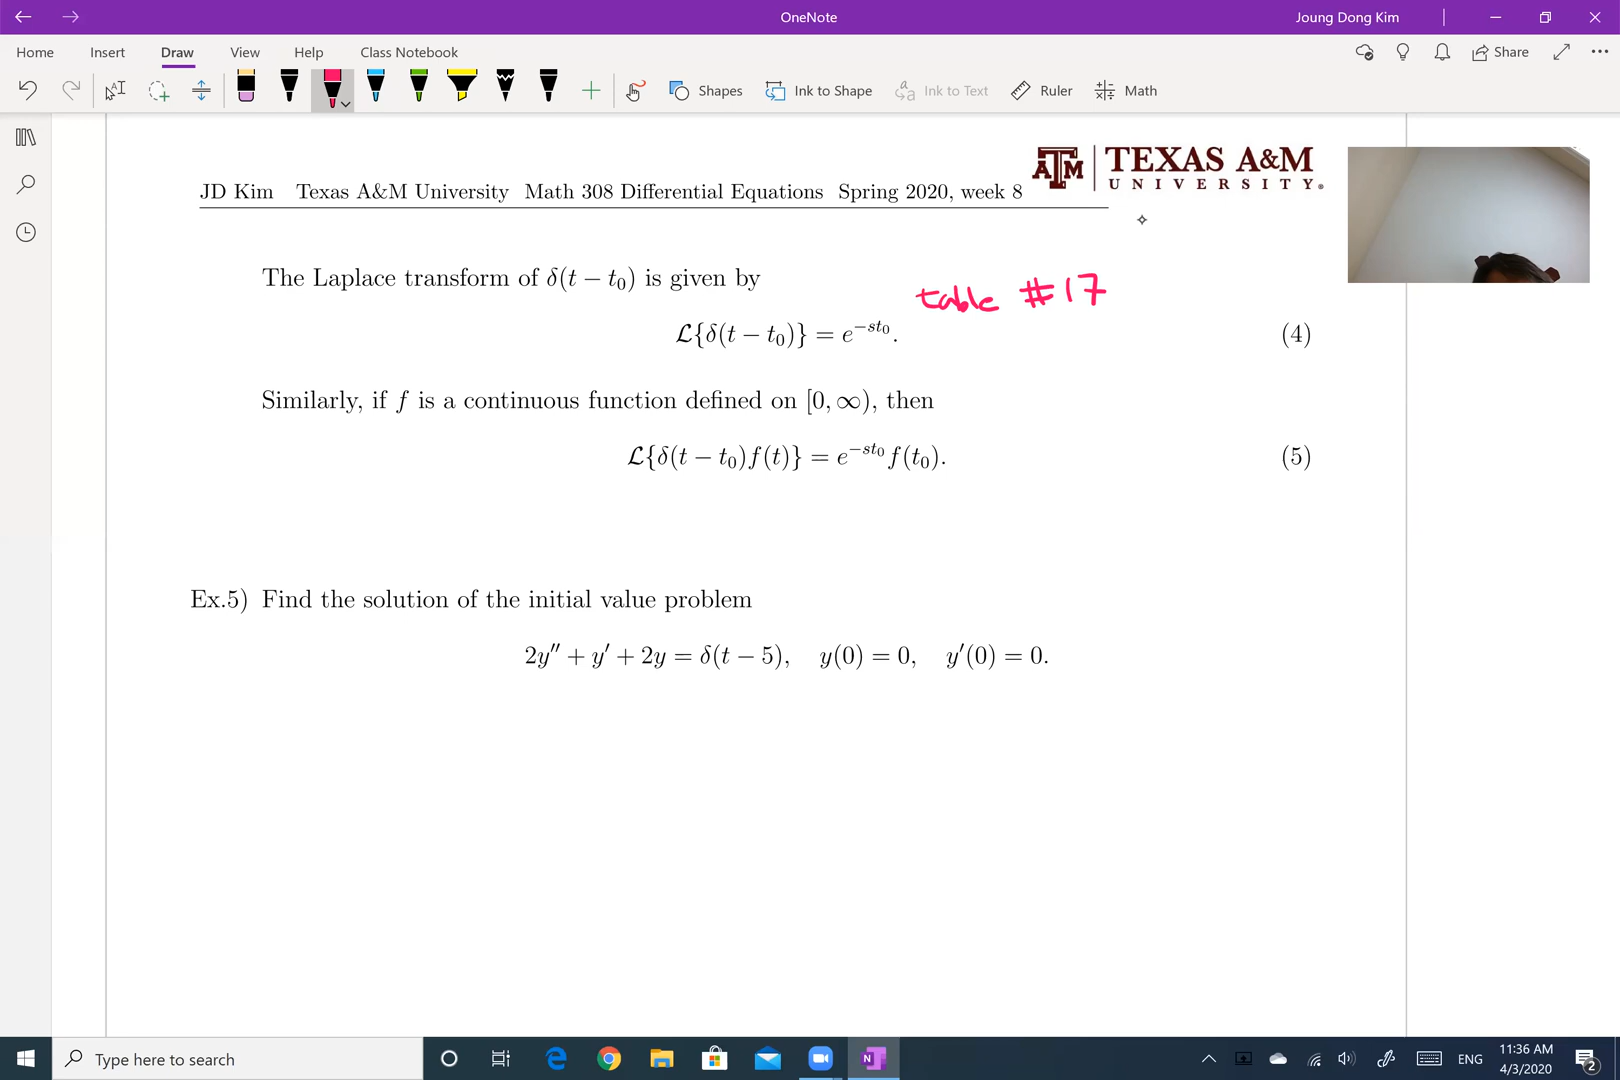 OneNote
Joung Dong Kim
Home Insert Draw View Help Class Notebook
Share
Shapes Ink to Shape Ink to Text Ruler Math
JD Kim Texas A&M University Math 308 Differential Equations Spring 2020, week 8
ATM TEXAS A&M
UNIVERSITY.
The Laplace transform of δ(t − t₀) is given by
table #17
ℒ{δ(t − t₀)} = e^{−st₀}. (4)
Similarly, if f is a continuous function defined on [0, ∞), then
ℒ{δ(t − t₀)f(t)} = e^{−st₀}f(t₀). (5)
Ex.5) Find the solution of the initial value problem
2y″ + y′ + 2y = δ(t − 5), y(0) = 0, y′(0) = 0.
Type here to search
ENG
11:36 AM
4/3/2020
2